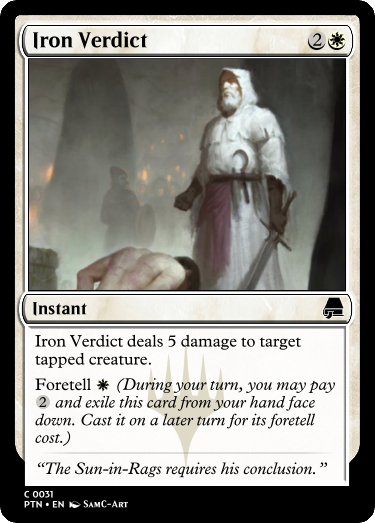 Iron Verdict
2
Instant
Iron Verdict deals 5 damage to target
tapped creature.
Foretell (During your turn, you may pay
2 and exile this card from your hand face
down. Cast it on a later turn for its foretell
cost.)
“The Sun-in-Rags requires his conclusion.”
C 0031
PTN • EN SamC-Art